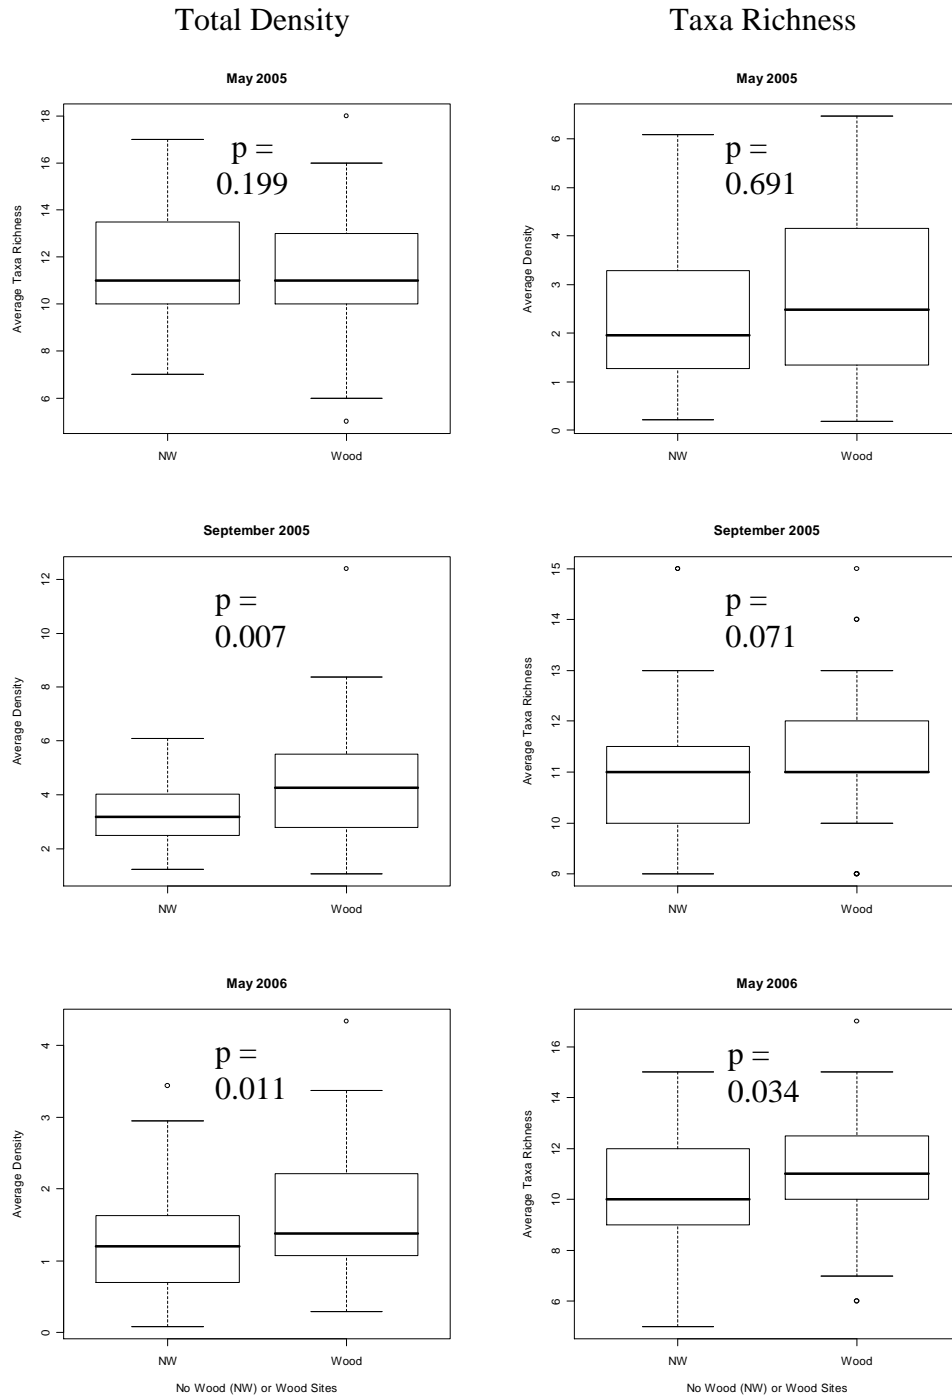 Total Density
Taxa Richness
May 2005
Average Taxa Richness
18
16
14
12
10
8
6
p =
0.199
NW
Wood
May 2005
Average Density
6
5
4
3
2
1
0
p =
0.691
NW
Wood
September 2005
Average Density
12
10
8
6
4
2
p =
0.007
NW
Wood
September 2005
Average Taxa Richness
15
14
13
12
11
10
9
p =
0.071
NW
Wood
May 2006
Average Density
4
3
2
1
0
p =
0.011
NW
Wood
No Wood (NW) or Wood Sites
May 2006
Average Taxa Richness
16
14
12
10
8
6
p =
0.034
NW
Wood
No Wood (NW) or Wood Sites